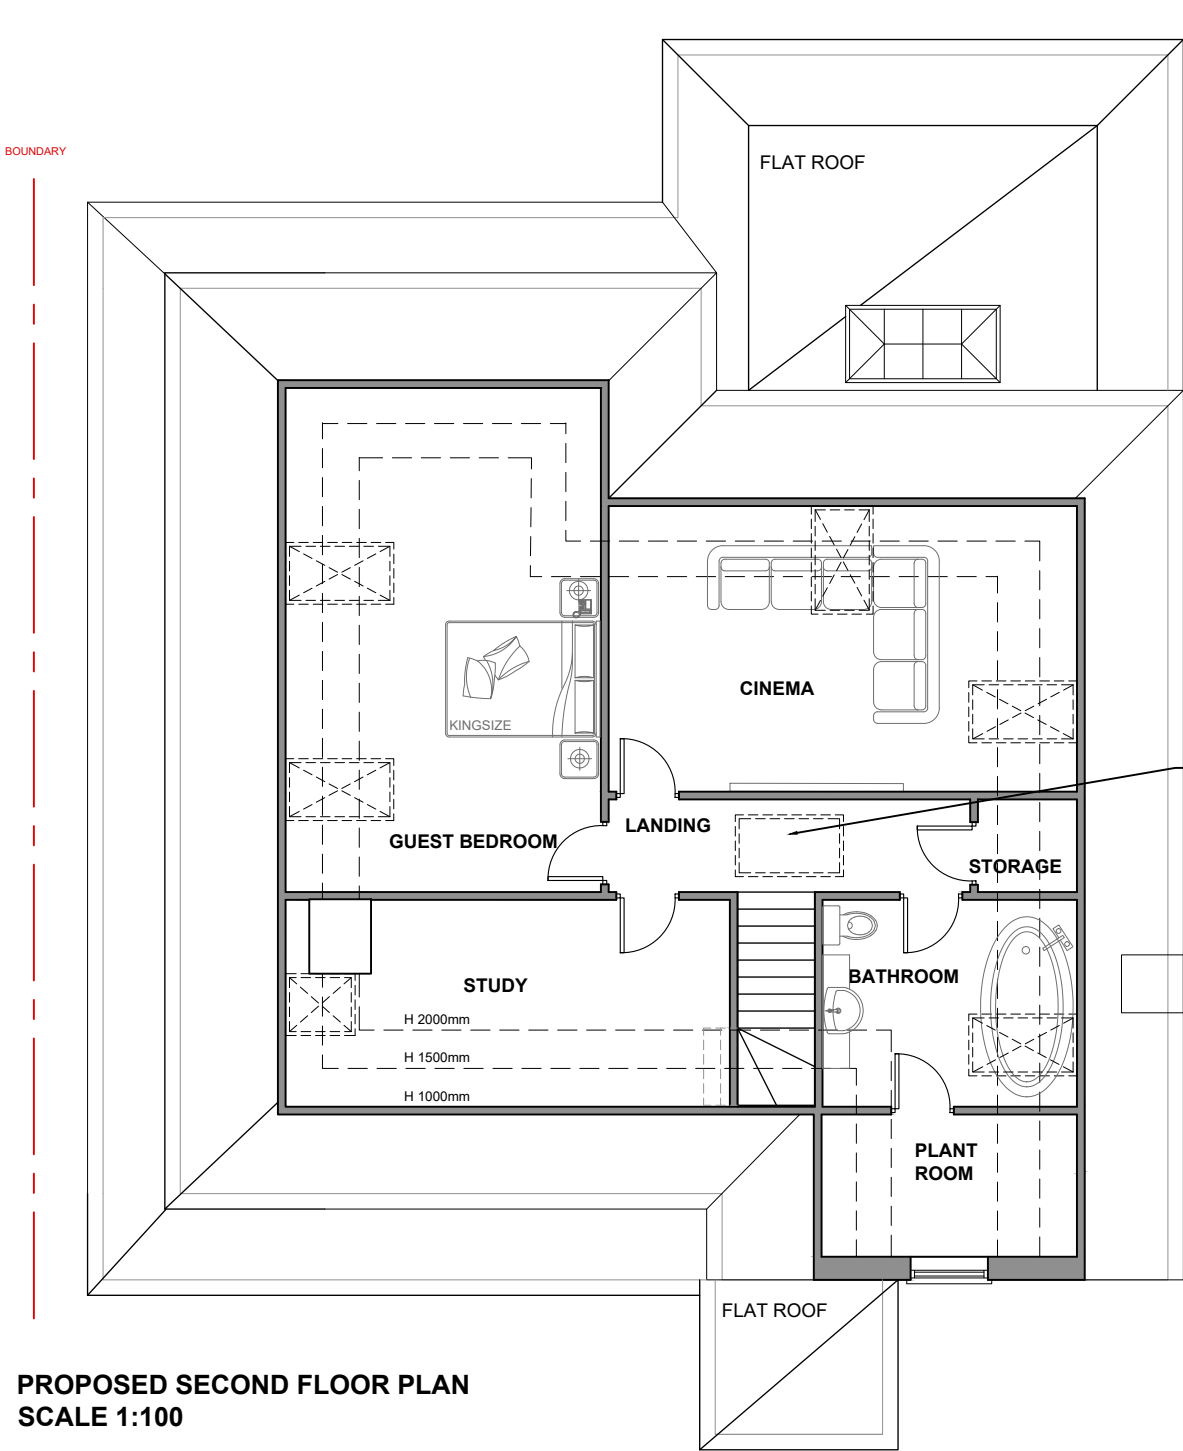 BOUNDARY
FLAT ROOF
KINGSIZE
CINEMA
LANDING
GUEST BEDROOM
STORAGE
BATHROOM
STUDY
H 2000mm
H 1500mm
H 1000mm
PLANT
ROOM
FLAT ROOF
PROPOSED SECOND FLOOR PLAN
SCALE 1:100